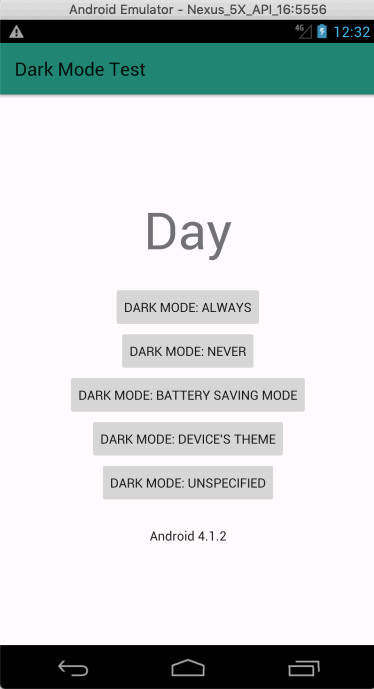 Android Emulator - Nexus_5X_API_16:5556
4G 12:32
Dark Mode Test
Day
DARK MODE: ALWAYS
DARK MODE: NEVER
DARK MODE: BATTERY SAVING MODE
DARK MODE: DEVICE'S THEME
DARK MODE: UNSPECIFIED
Android 4.1.2